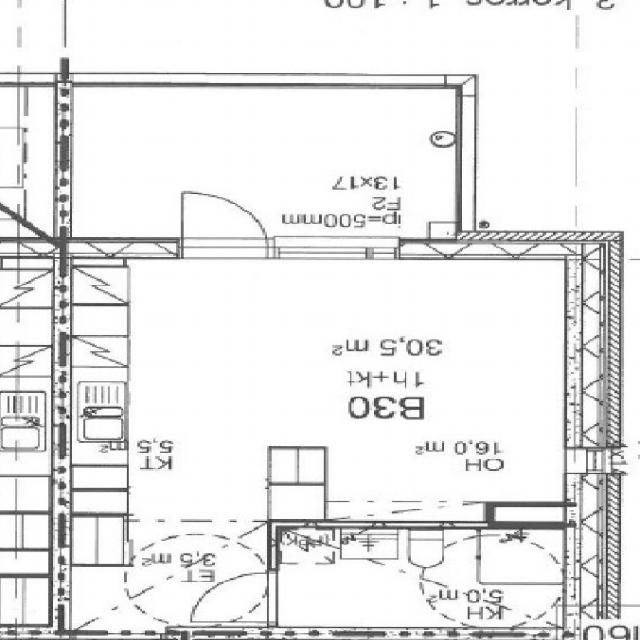 3. kerros 1 : 100
13x17
F2
ip=500mm
30,5 m²
1h+kt
B30
KT
5,5 m²
OH
16,0 m²
ET
3,5 m²
KH
5,0 m²